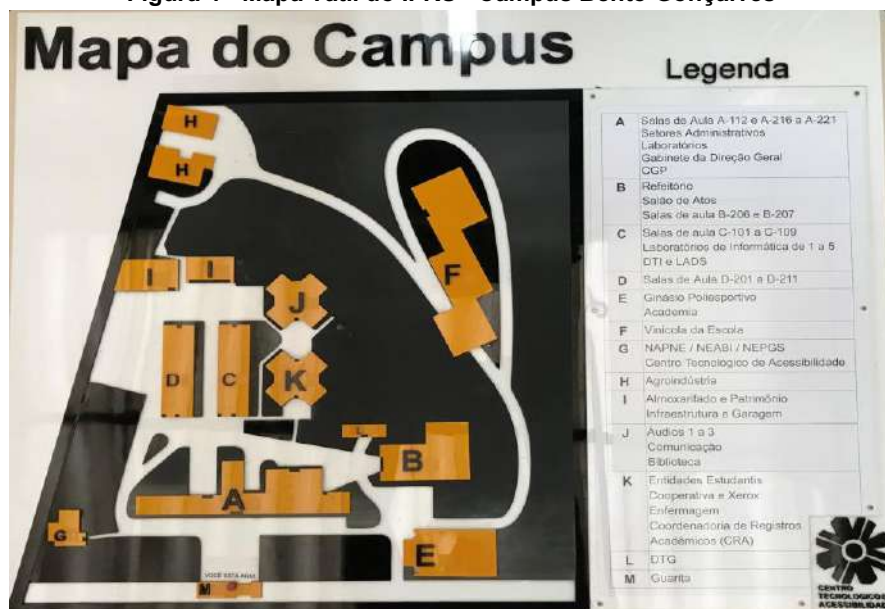 Figura 4 - Mapa Tátil do IFRS - Campus Bento Gonçalves
Mapa do Campus
Legenda
A Salas de Aula A-112 e A-216 a A-221
Setores Administrativos
Laboratórios
Gabinete da Direção Geral
CGP
B Refeitório
Salão de Atos
Salas de aula B-206 e B-207
C Salas de aula C-101 a C-109
Laboratórios de Informática de 1 a 5
DTI e LADS
D Salas de Aula D-201 a D-211
E Ginásio Poliesportivo
Academia
F Vinícola da Escola
G NAPNE / NEABI / NEPGS
Centro Tecnológico de Acessibilidade
H Agroindústria
I Almoxarifado e Patrimônio
Infraestrutura e Garagem
J Áudios 1 a 3
Comunicação
Biblioteca
K Entidades Estudantis
Cooperativa e Xerox
Enfermagem
Coordenadoria de Registros
Acadêmicos (CRA)
L DTG
M Guarita
H
H
I
I
J
F
D
C
K
L
B
A
G
E
VOCÊ ESTÁ AQUI
M
CENTRO
TECNOLÓGICO
ACESSIBILIDADE